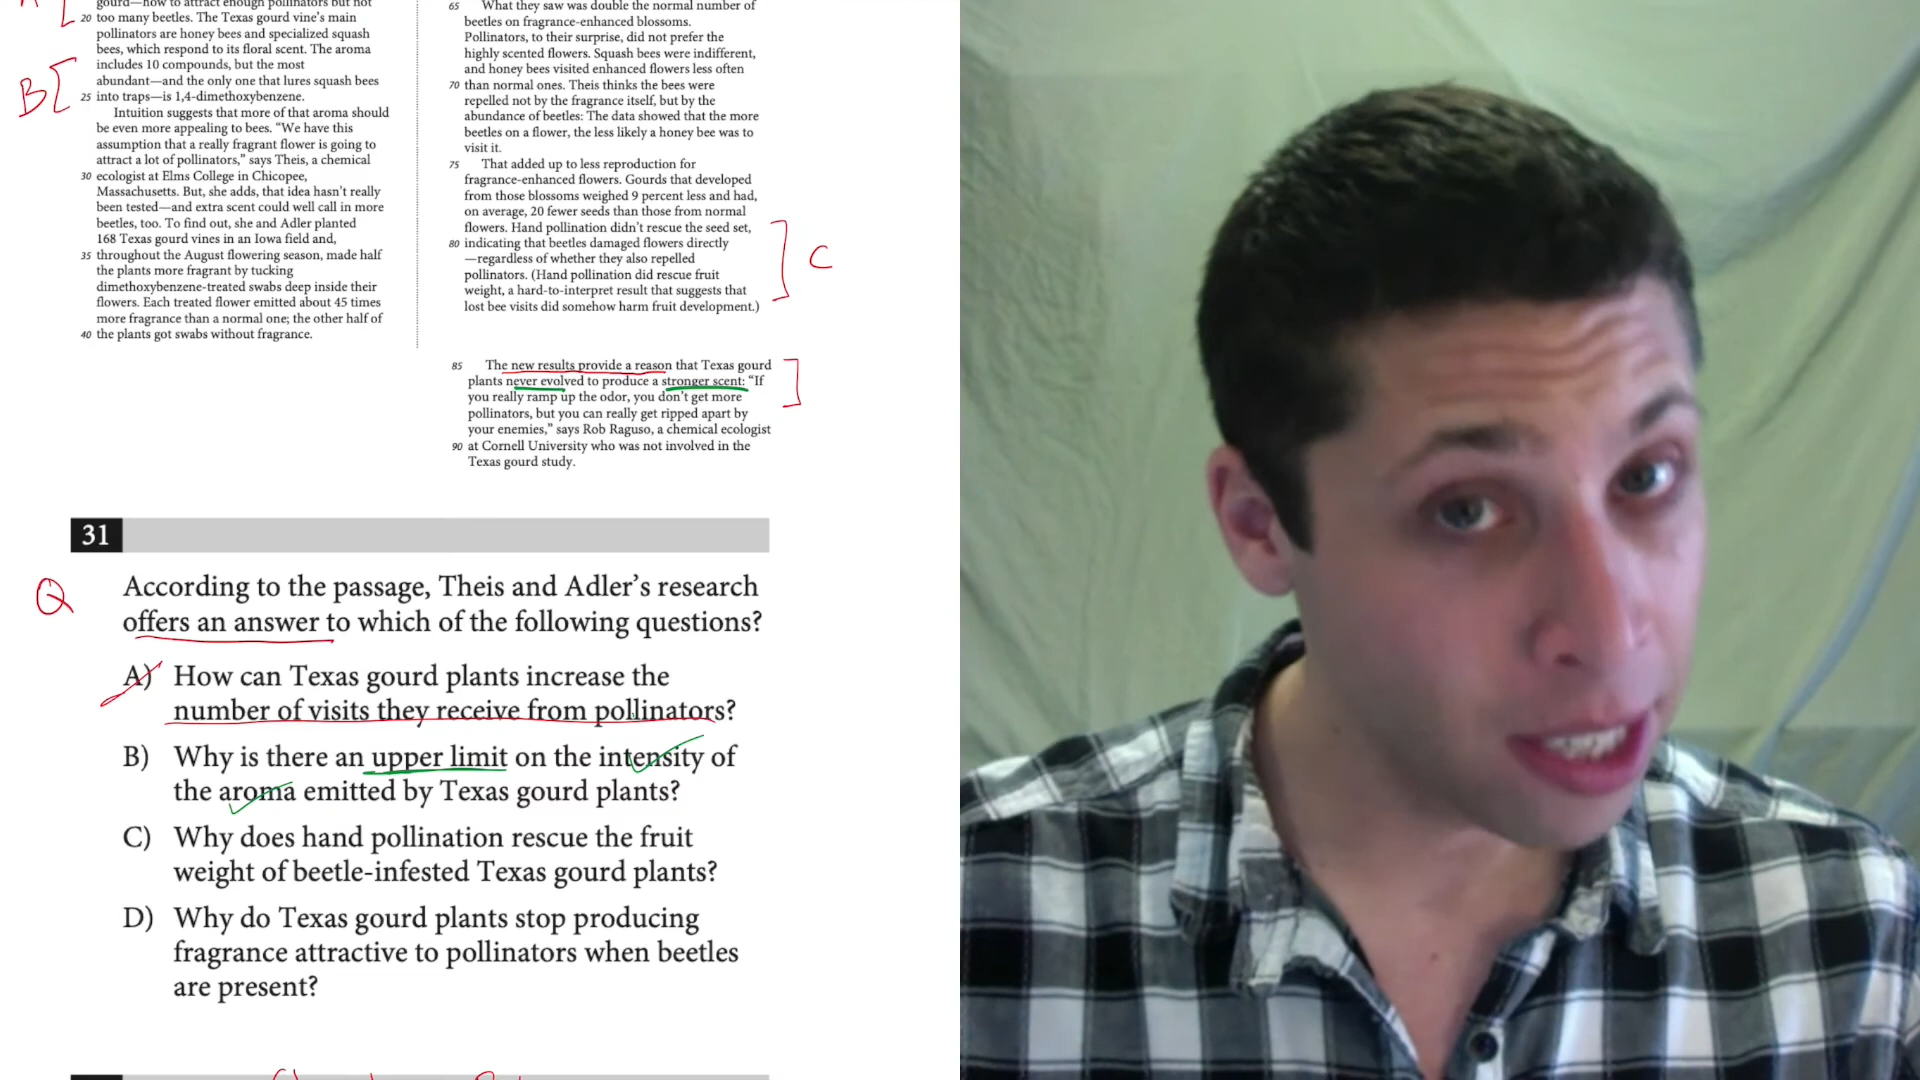 gourd—how to attract enough pollinators but not
20 too many beetles. The Texas gourd vine's main
pollinators are honey bees and specialized squash
bees, which respond to its floral scent. The aroma
includes 10 compounds, but the most
abundant—and the only one that lures squash bees
25 into traps—is 1,4-dimethoxybenzene.
Intuition suggests that more of that aroma should
be even more appealing to bees. “We have this
assumption that a really fragrant flower is going to
attract a lot of pollinators,” says Theis, a chemical
30 ecologist at Elms College in Chicopee,
Massachusetts. But, she adds, that idea hasn't really
been tested—and extra scent could well call in more
beetles, too. To find out, she and Adler planted
168 Texas gourd vines in an Iowa field and,
35 throughout the August flowering season, made half
the plants more fragrant by tucking
dimethoxybenzene-treated swabs deep inside their
flowers. Each treated flower emitted about 45 times
more fragrance than a normal one; the other half of
40 the plants got swabs without fragrance.
B
65 What they saw was double the normal number of
beetles on fragrance-enhanced blossoms.
Pollinators, to their surprise, did not prefer the
highly scented flowers. Squash bees were indifferent,
and honey bees visited enhanced flowers less often
70 than normal ones. Theis thinks the bees were
repelled not by the fragrance itself, but by the
abundance of beetles: The data showed that the more
beetles on a flower, the less likely a honey bee was to
visit it.
75 That added up to less reproduction for
fragrance-enhanced flowers. Gourds that developed
from those blossoms weighed 9 percent less and had,
on average, 20 fewer seeds than those from normal
flowers. Hand pollination didn't rescue the seed set,
80 indicating that beetles damaged flowers directly
—regardless of whether they also repelled
pollinators. (Hand pollination did rescue fruit
weight, a hard-to-interpret result that suggests that
lost bee visits did somehow harm fruit development.)
C
85 The new results provide a reason that Texas gourd
plants never evolved to produce a stronger scent: “If
you really ramp up the odor, you don't get more
pollinators, but you can really get ripped apart by
your enemies,” says Rob Raguso, a chemical ecologist
90 at Cornell University who was not involved in the
Texas gourd study.
31
Q
According to the passage, Theis and Adler's research
offers an answer to which of the following questions?
A) How can Texas gourd plants increase the
number of visits they receive from pollinators?
B) Why is there an upper limit on the intensity of
the aroma emitted by Texas gourd plants?
C) Why does hand pollination rescue the fruit
weight of beetle-infested Texas gourd plants?
D) Why do Texas gourd plants stop producing
fragrance attractive to pollinators when beetles
are present?